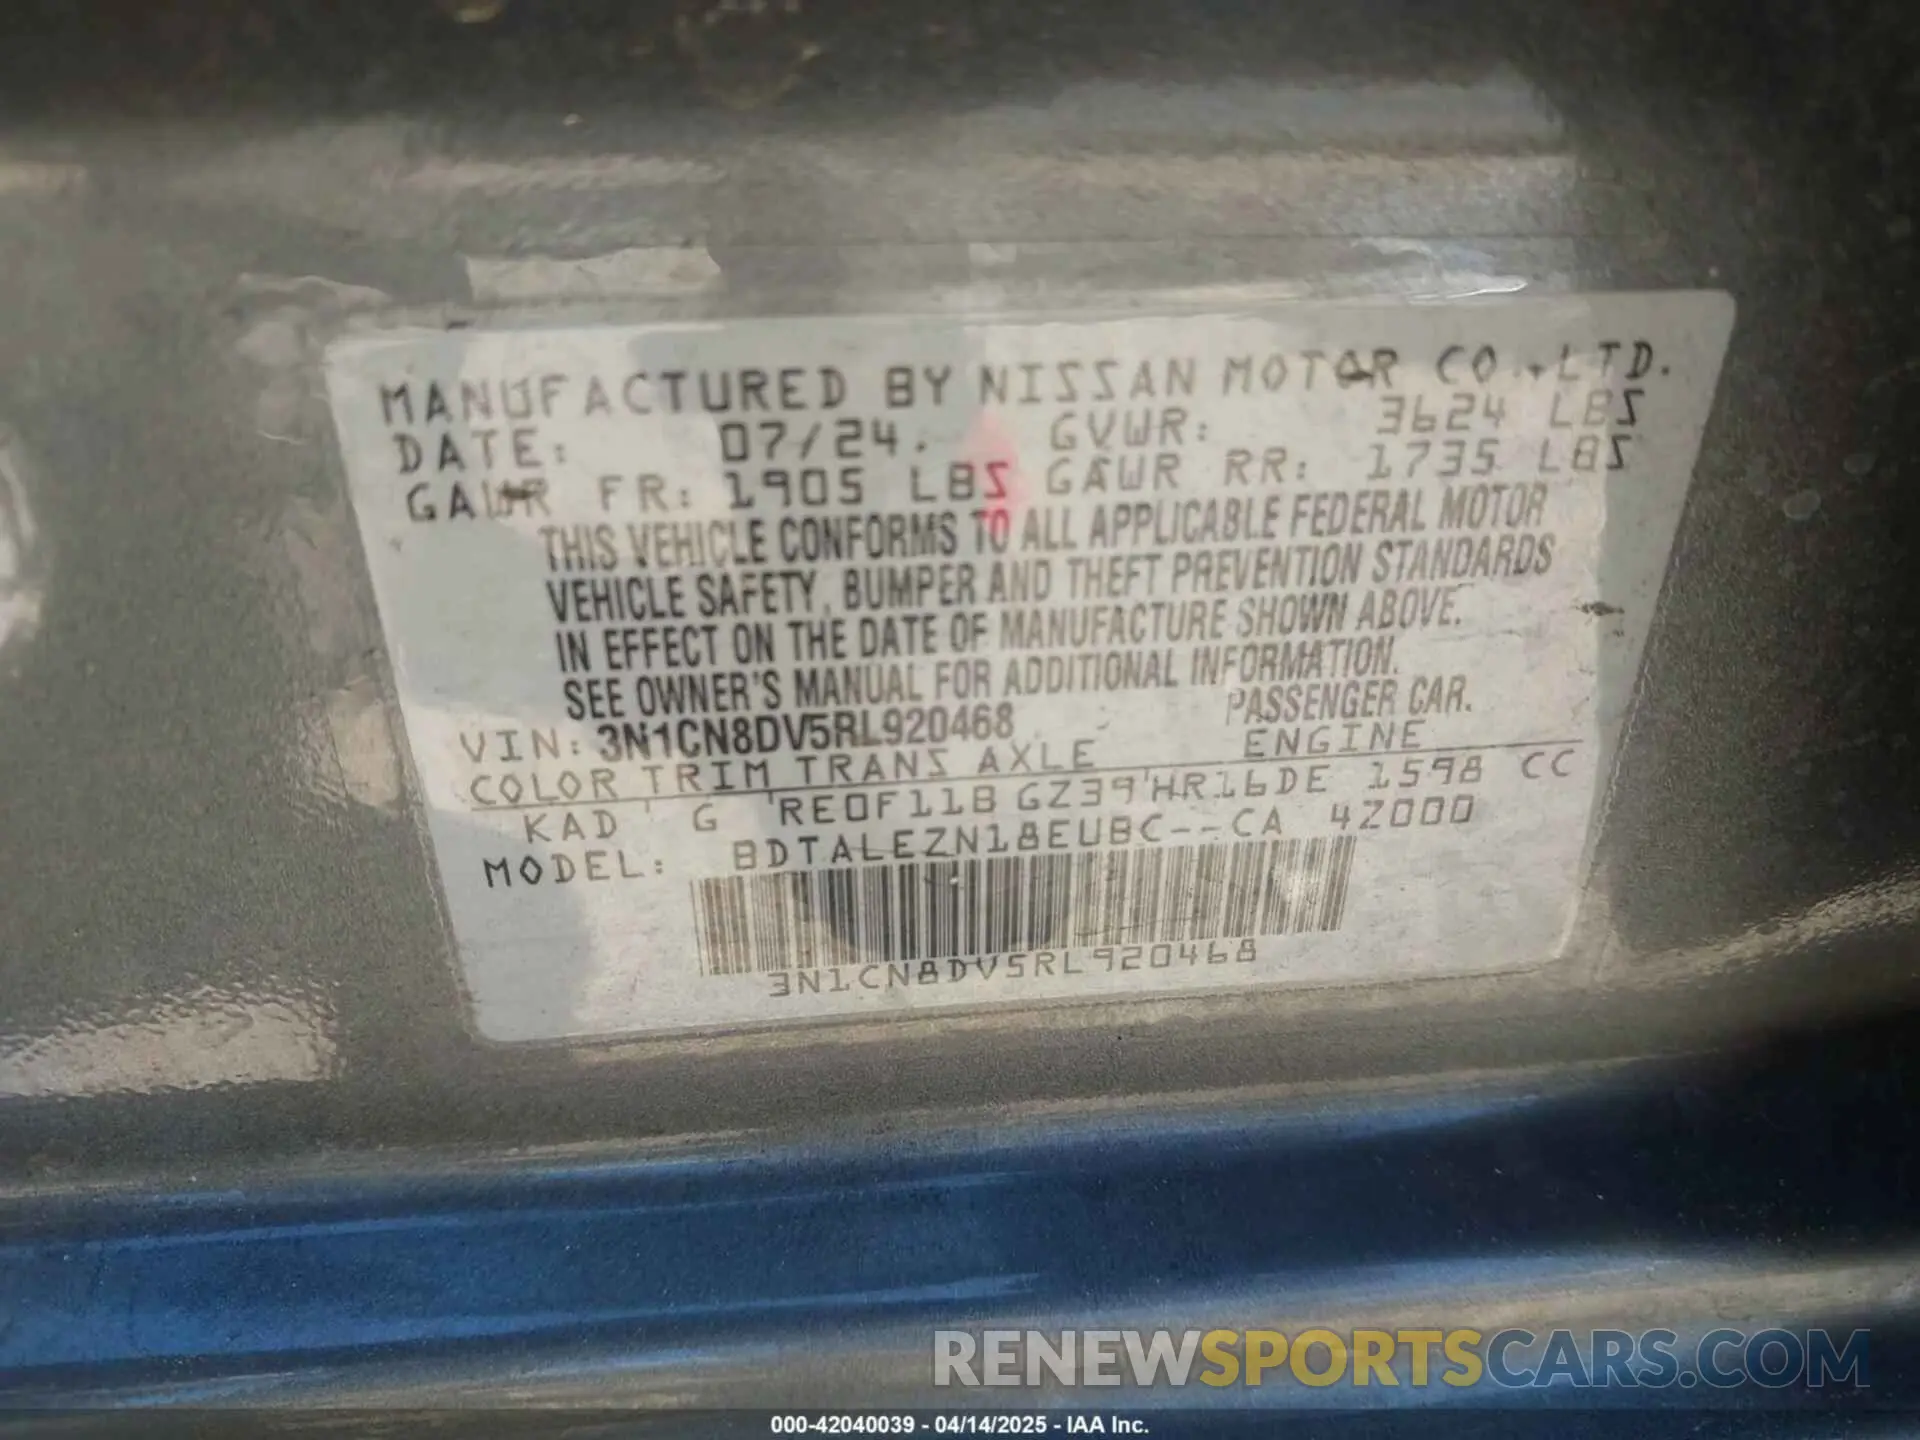 MANUFACTURED BY NISSAN MOTOR CO.,LTD.
DATE: 07/24. GVWR: 3624 LBS
GAWR FR: 1905 LBS GAWR RR: 1735 LBS
THIS VEHICLE CONFORMS TO ALL APPLICABLE FEDERAL MOTOR
VEHICLE SAFETY, BUMPER AND THEFT PREVENTION STANDARDS
IN EFFECT ON THE DATE OF MANUFACTURE SHOWN ABOVE.
SEE OWNER'S MANUAL FOR ADDITIONAL INFORMATION.
VIN: 3N1CN8DV5RL920468 PASSENGER CAR.
COLOR TRIM TRANS AXLE ENGINE
KAD G RE0F11B GZ39 HR16DE 1598 CC
MODEL: BDTALEZN18EUBC--CA 4Z000
3N1CN8DV5RL920468
RENEWSPORTSCARS.COM
000-42040039 - 04/14/2025 - IAA Inc.